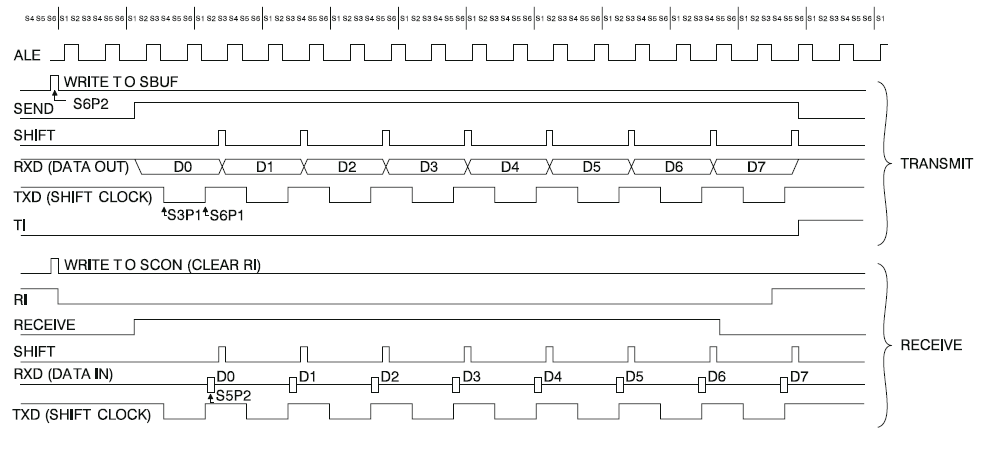 S4 S5 S6 S1 S2 S3 S4 S5 S6 S1 S2 S3 S4 S5 S6 S1 S2 S3 S4 S5 S6 S1 S2 S3 S4 S5 S6 S1 S2 S3 S4 S5 S6 S1 S2 S3 S4 S5 S6 S1 S2 S3 S4 S5 S6 S1 S2 S3 S4 S5 S6 S1 S2 S3 S4 S5 S6 S1 S2 S3 S4 S5 S6 S1 S2 S3 S4 S5 S6 S1 S2 S3 S4 S5 S6 S1
ALE
WRITE TO SBUF
S6P2
SEND
SHIFT
RXD (DATA OUT) D0 D1 D2 D3 D4 D5 D6 D7
TRANSMIT
TXD (SHIFT CLOCK)
S3P1 S6P1
TI
WRITE TO SCON (CLEAR RI)
RI
RECEIVE
SHIFT
RECEIVE
RXD (DATA IN) D0 D1 D2 D3 D4 D5 D6 D7
S5P2
TXD (SHIFT CLOCK)